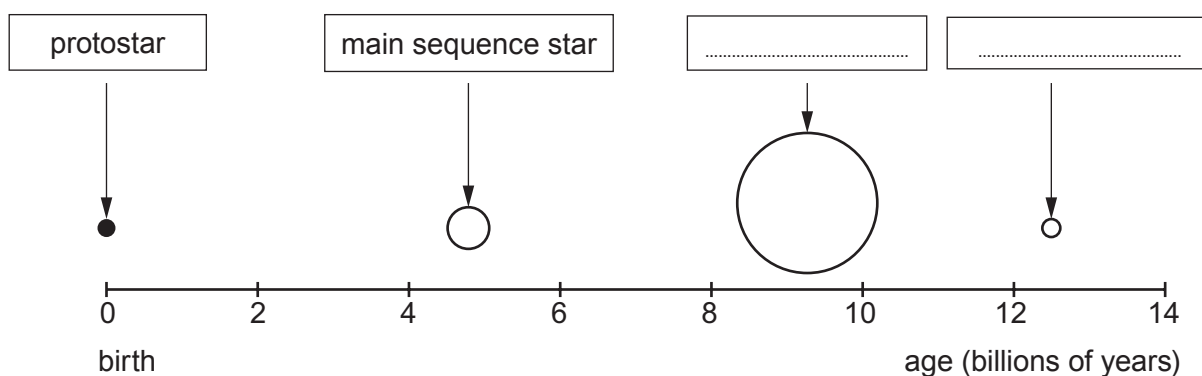 protostar
main sequence star
....................................
....................................
0 2 4 6 8 10 12 14
birth
age (billions of years)